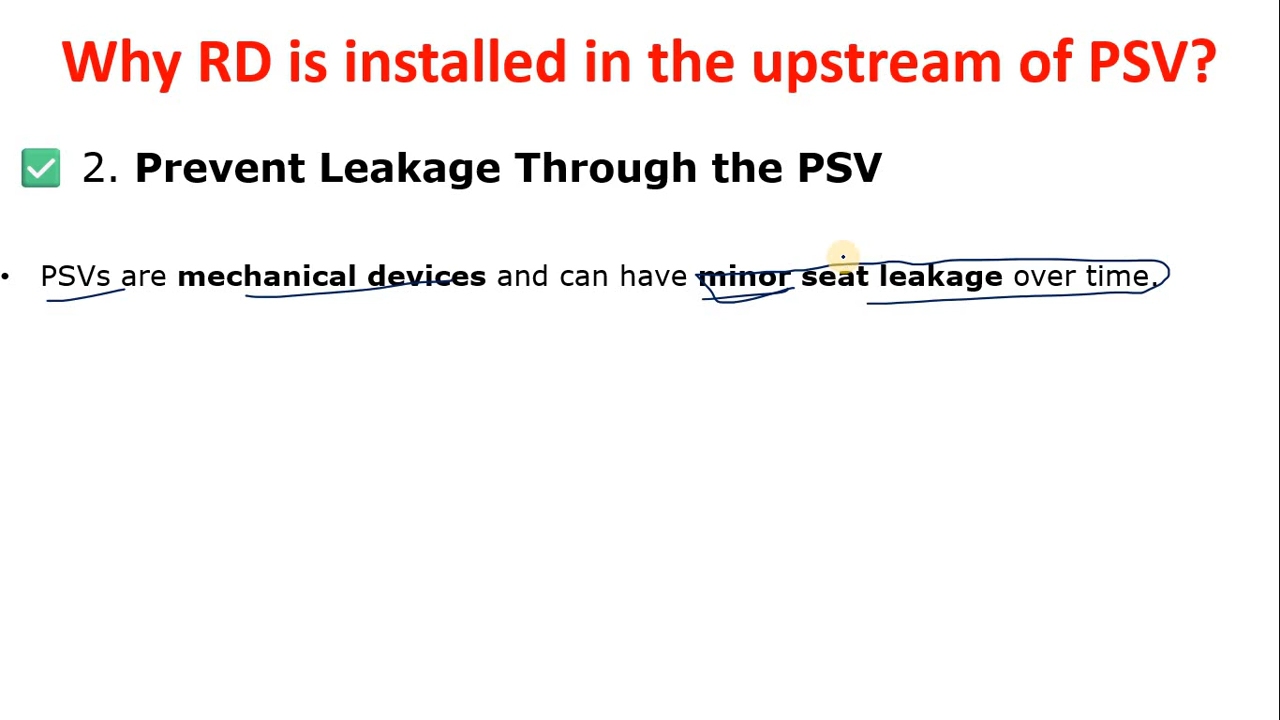 Why RD is installed in the upstream of PSV?
✅ 2. Prevent Leakage Through the PSV
• PSVs are mechanical devices and can have minor seat leakage over time.